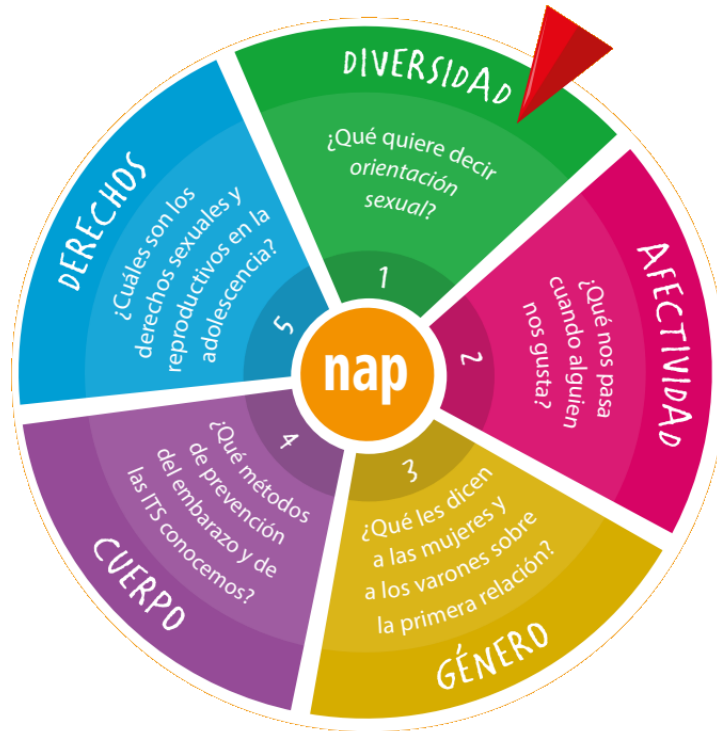 DIVERSIDAD
¿Qué quiere decir
orientación
sexual?
1
AFECTIVIDAD
¿Qué nos pasa
cuando alguien
nos gusta?
2
GÉNERO
¿Qué les dicen
a las mujeres y
a los varones sobre
la primera relación?
3
CUERPO
¿Qué métodos
de prevención
del embarazo y de
las ITS conocemos?
4
DERECHOS
¿Cuáles son los
derechos sexuales y
reproductivos en la
adolescencia?
5
nap